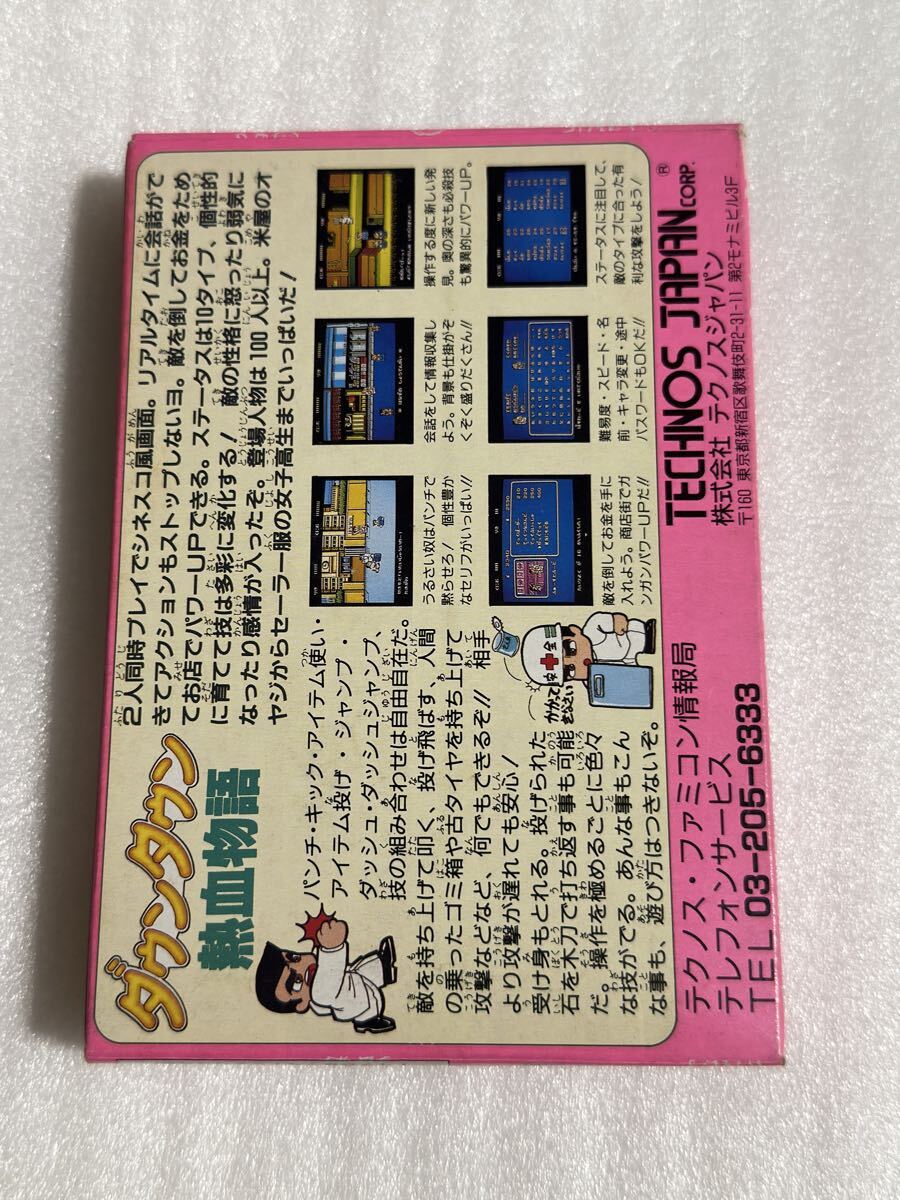 ダウンタウン
熱血物語
2人同時プレイでシネスコ風画面。リアルタイムに会話がで
きてアクションもストップしないヨ。敵を倒してお金をため
てお店でパワーUPできる。ステータスは10タイプ、個性的
に育てて技は多彩に変化する！敵の性格に怒ったり弱気に
なったり感情が入ったぞ。登場人物は100人以上。米屋のオ
ヤジからセーラー服の女子高生までいっぱいだ！
パンチ・キック・アイテム使い・
アイテム投げ・ジャンプ・
ダッシュ・ダッシュジャンプ、
技の組み合わせは自由自在だ。
敵を持ち上げて叩く、投げ飛ばす、人間
の乗ったゴミ箱や古タイヤを持ち上げて
攻撃などなど、何でもできるぞ!!相手
より攻撃が遅れても安心！
受け身もとれる。投げられた
石を木刀で打ち返す事も可能
だ。操作を極めるごとに色々
な技がでる。あんな事もこん
な事も、遊び方はつきないぞ。
安全
かかってきなさい
うるさい奴はパンチで
黙らせろ！個性豊か
なセリフがいっぱい!!
会話をして情報収集し
よう。背景も仕掛がぞ
くぞく盛りだくさん!!
操作する度に新しい発
見。奥の深さも必殺技
も驚異的にパワーUP。
敵を倒してお金を手に
入れよう。商店街でガ
ンガンパワーUPだ!!
難易度・スピード・名
前・キャラ変更・途中
パスワードもOKだ!!
ステータスに注目して、
敵のタイプに合った有
利な攻撃をしよう！
テクノス・ファミコン情報局
テレフォンサービス
TEL 03-205-6333
TECHNOS JAPAN CORP.®
株式会社 テクノスジャパン
〒160 東京都新宿区歌舞伎町2-31-11 第2モナミビル3F